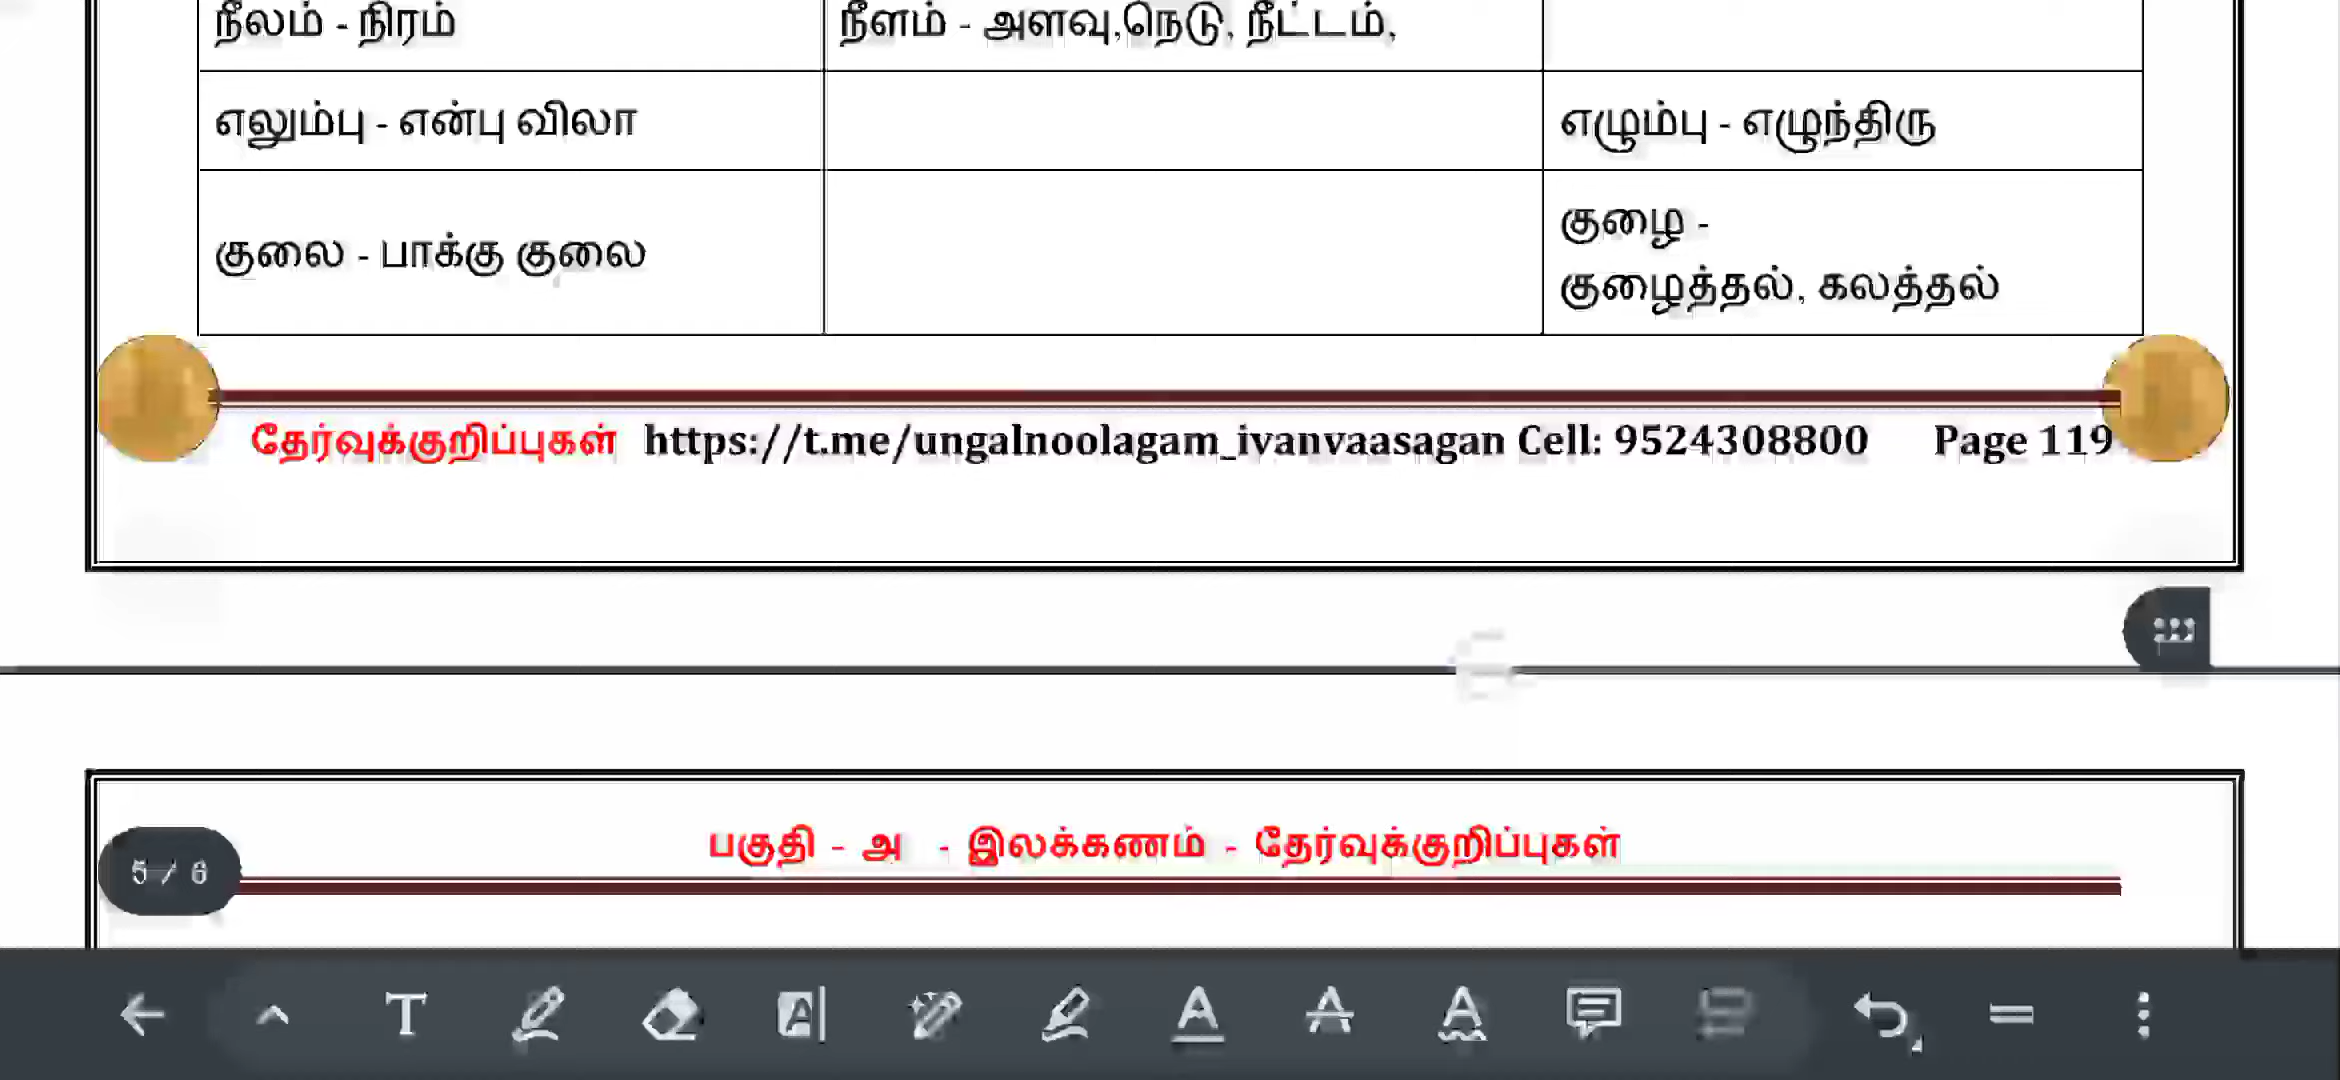 நீலம் - நிரம்
நீளம் - அளவு,நெடு, நீட்டம்,
எலும்பு - என்பு விலா
எழும்பு - எழுந்திரு
குலை - பாக்கு குலை
குழை -
குழைத்தல், கலத்தல்
தேர்வுக்குறிப்புகள் https://t.me/ungalnoolagam_ivanvaasagan Cell: 9524308800 Page 119
பகுதி - அ - இலக்கணம் - தேர்வுக்குறிப்புகள்
5 / 6